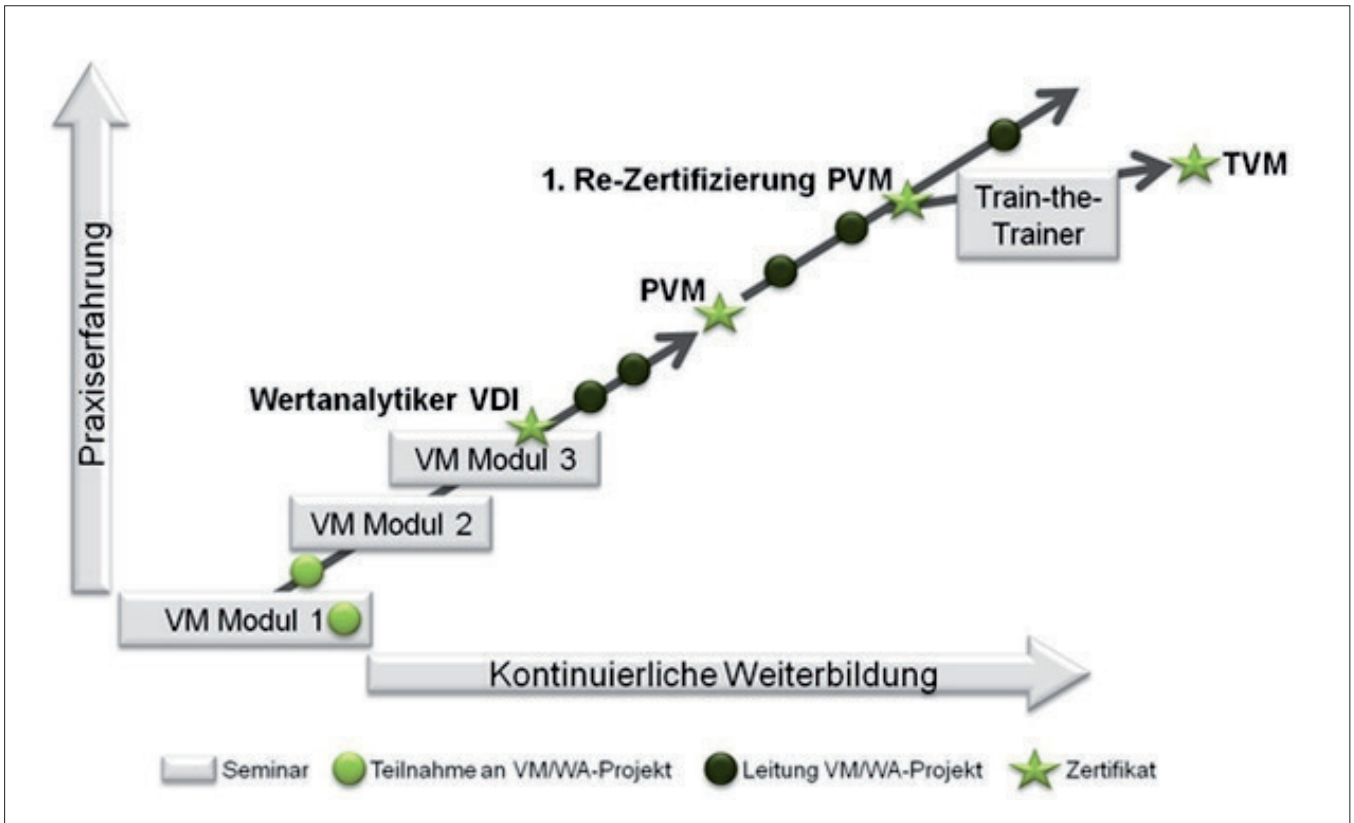 Praxiserfahrung
1. Re-Zertifizierung PVM
TVM
Train-the-
Trainer
PVM
Wertanalytiker VDI
VM Modul 3
VM Modul 2
VM Modul 1
Kontinuierliche Weiterbildung
Seminar
Teilnahme an VM/WA-Projekt
Leitung VM/WA-Projekt
Zertifikat